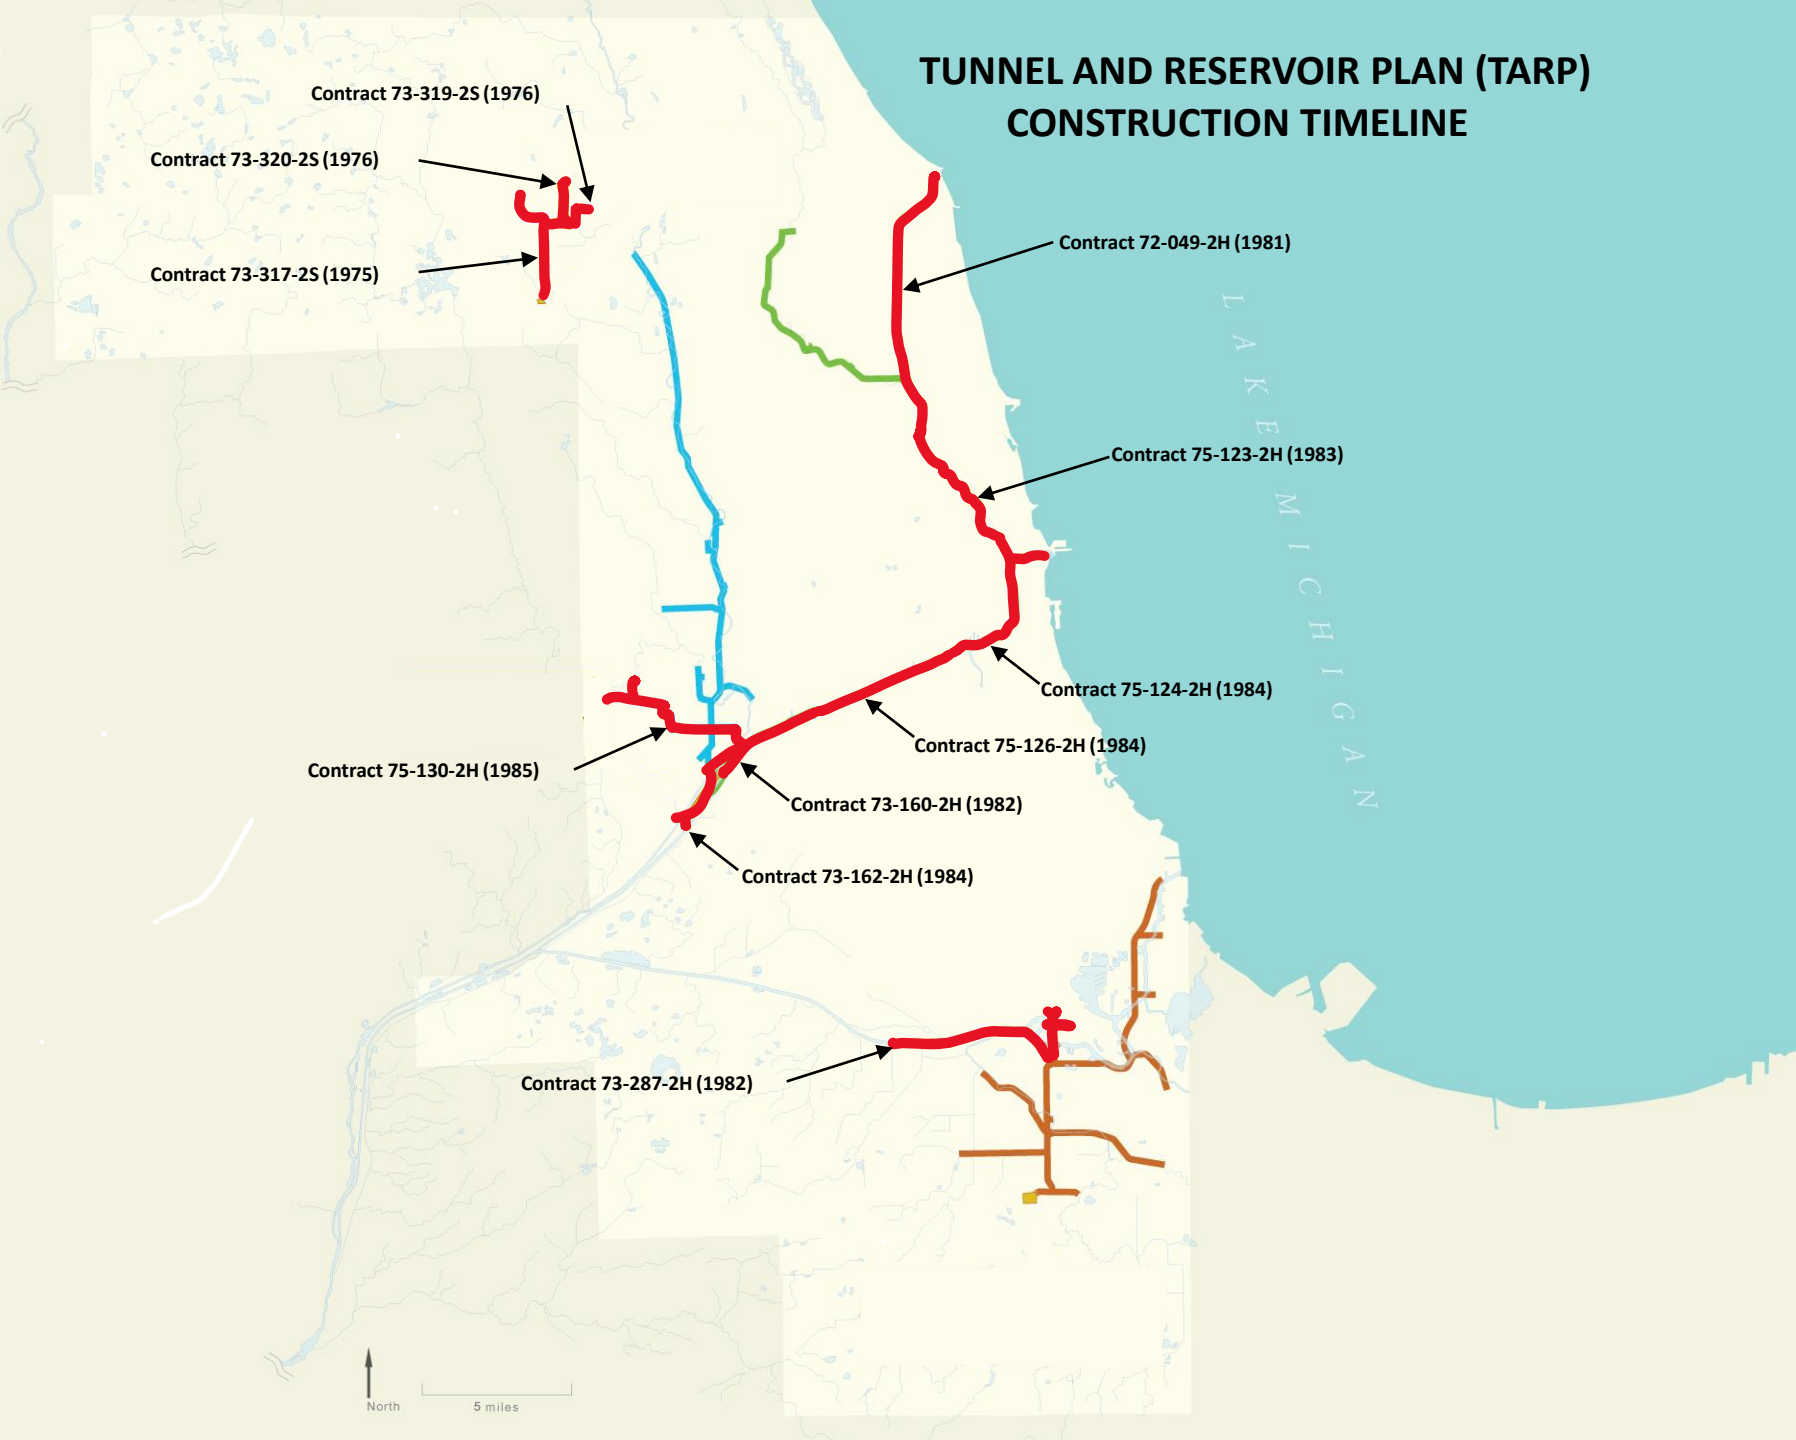 TUNNEL AND RESERVOIR PLAN (TARP)
CONSTRUCTION TIMELINE
Contract 73-319-2S (1976)
Contract 73-320-2S (1976)
Contract 73-317-2S (1975)
Contract 72-049-2H (1981)
LAKE MICHIGAN
Contract 75-123-2H (1983)
Contract 75-124-2H (1984)
Contract 75-126-2H (1984)
Contract 75-130-2H (1985)
Contract 73-160-2H (1982)
Contract 73-162-2H (1984)
Contract 73-287-2H (1982)
North
5 miles